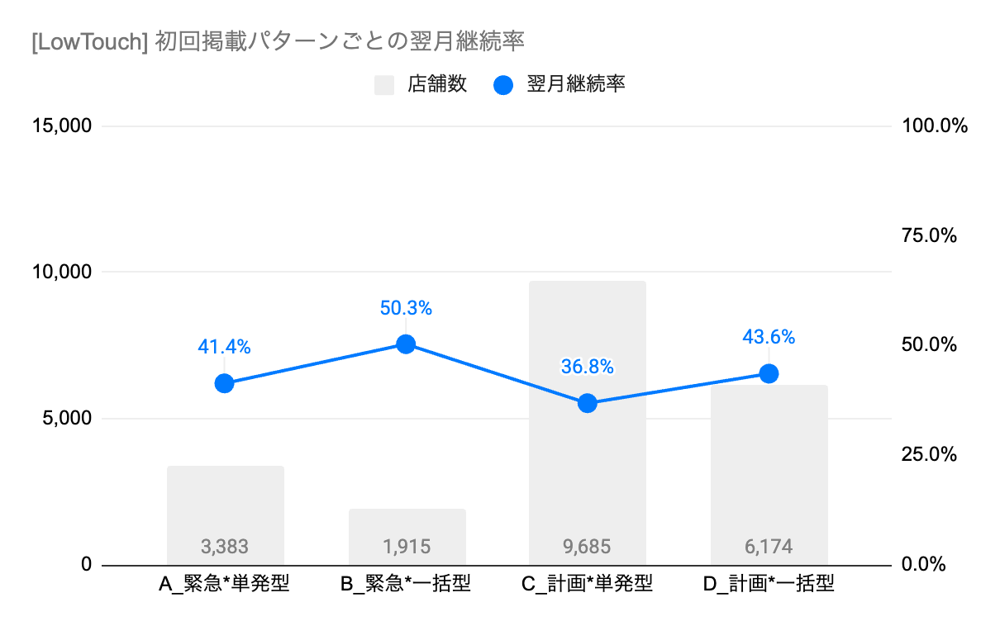 [LowTouch] 初回掲載パターンごとの翌月継続率
店舗数 翌月継続率
15,000 100.0%
75.0%
10,000
50.3%
41.4% 43.6% 50.0%
36.8%
5,000
25.0%
3,383 1,915 9,685 6,174
0 0.0%
A_緊急*単発型 B_緊急*一括型 C_計画*単発型 D_計画*一括型